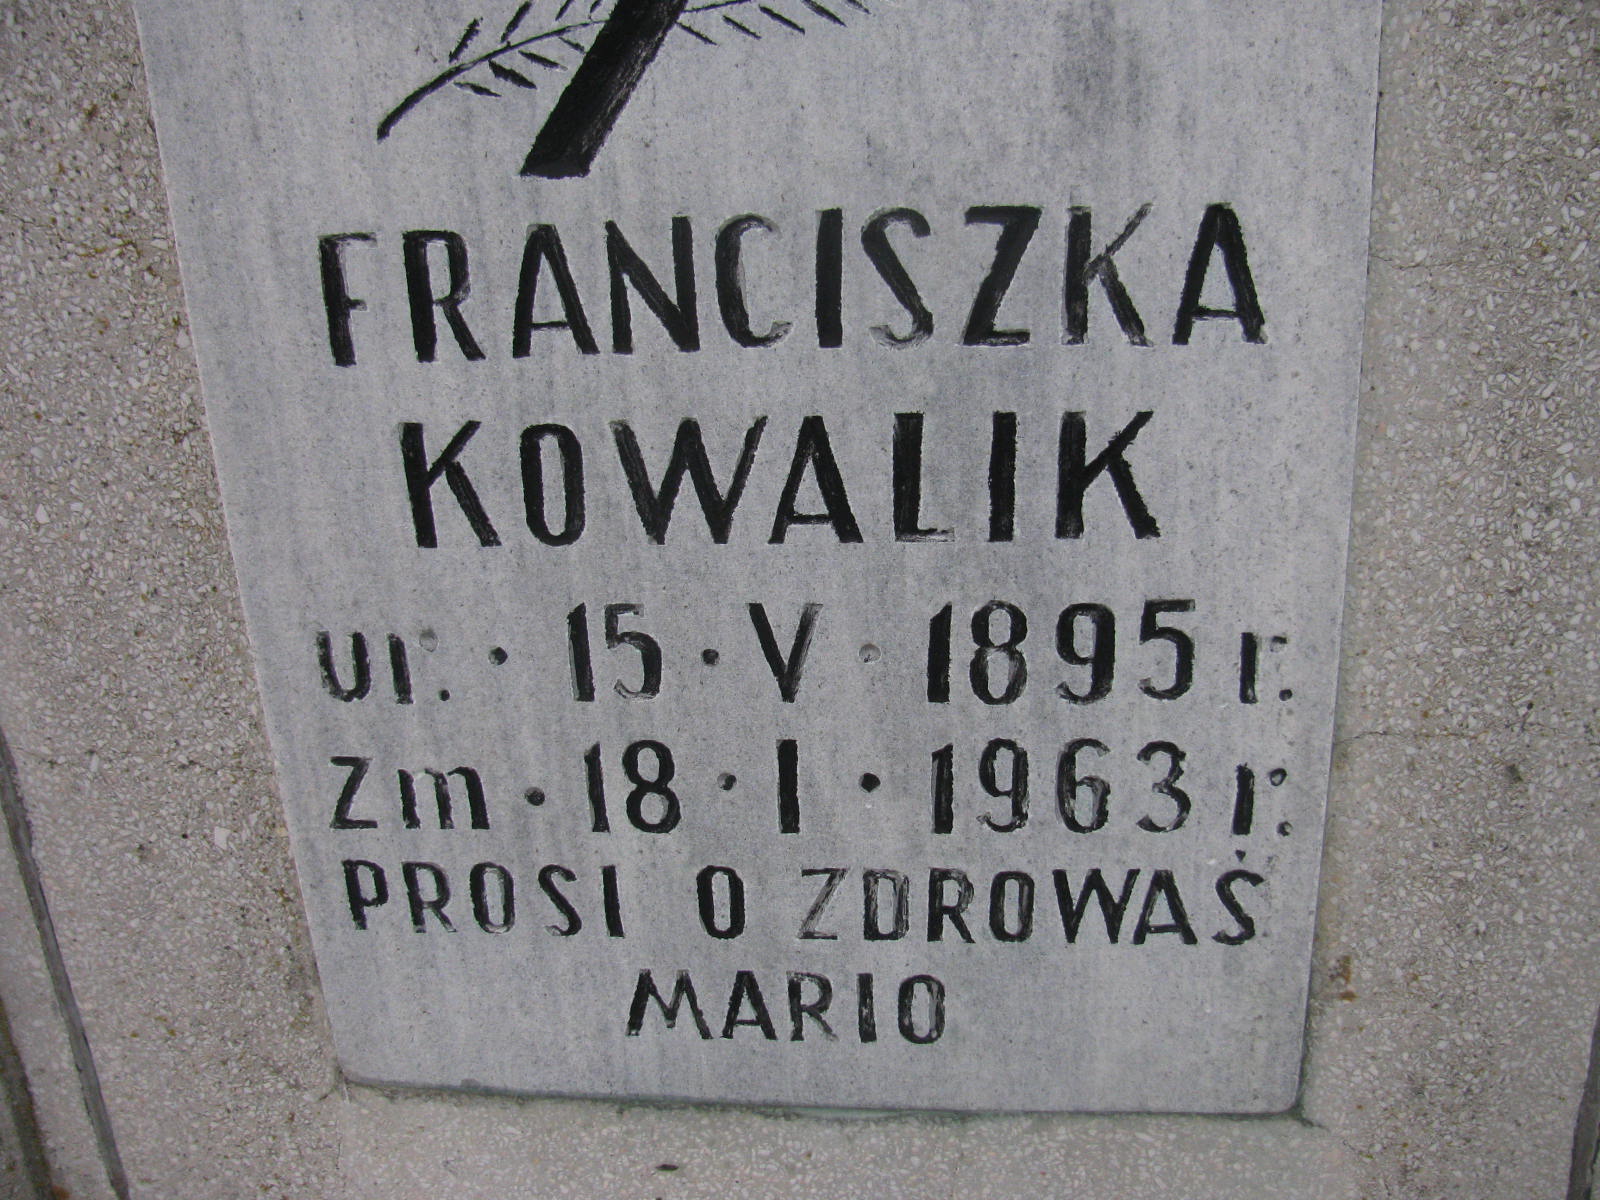 FRANCISZKA
KOWALIK
ur. · 15 · V · 1895 r.
zm · 18 · I · 1963 r.
PROSI O ZDROWAŚ
MARIO